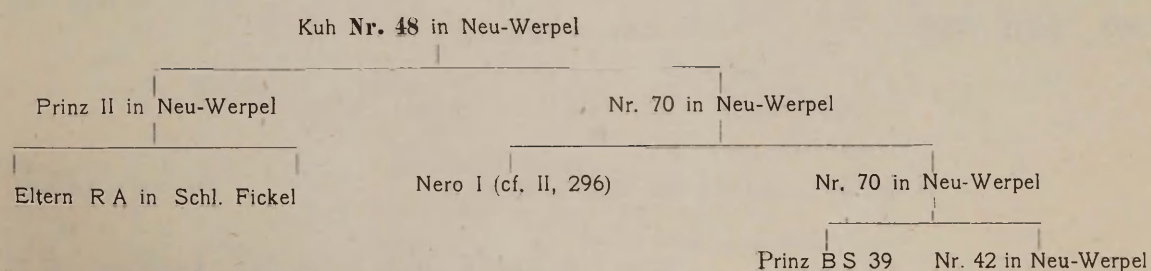 Kuh Nr. 48 in Neu-Werpel
Prinz II in Neu-Werpel Nr. 70 in Neu-Werpel
Eltern R A in Schl. Fickel Nero I (cf. II, 296) Nr. 70 in Neu-Werpel
Prinz B S 39 Nr. 42 in Neu-Werpel